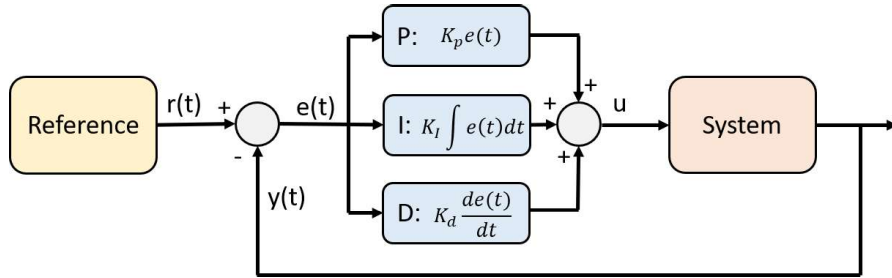 Reference
r(t)
+
-
e(t)
y(t)
P: K_p e(t)
I: K_I ∫ e(t)dt
D: K_d de(t)/dt
+
+
+
u
System